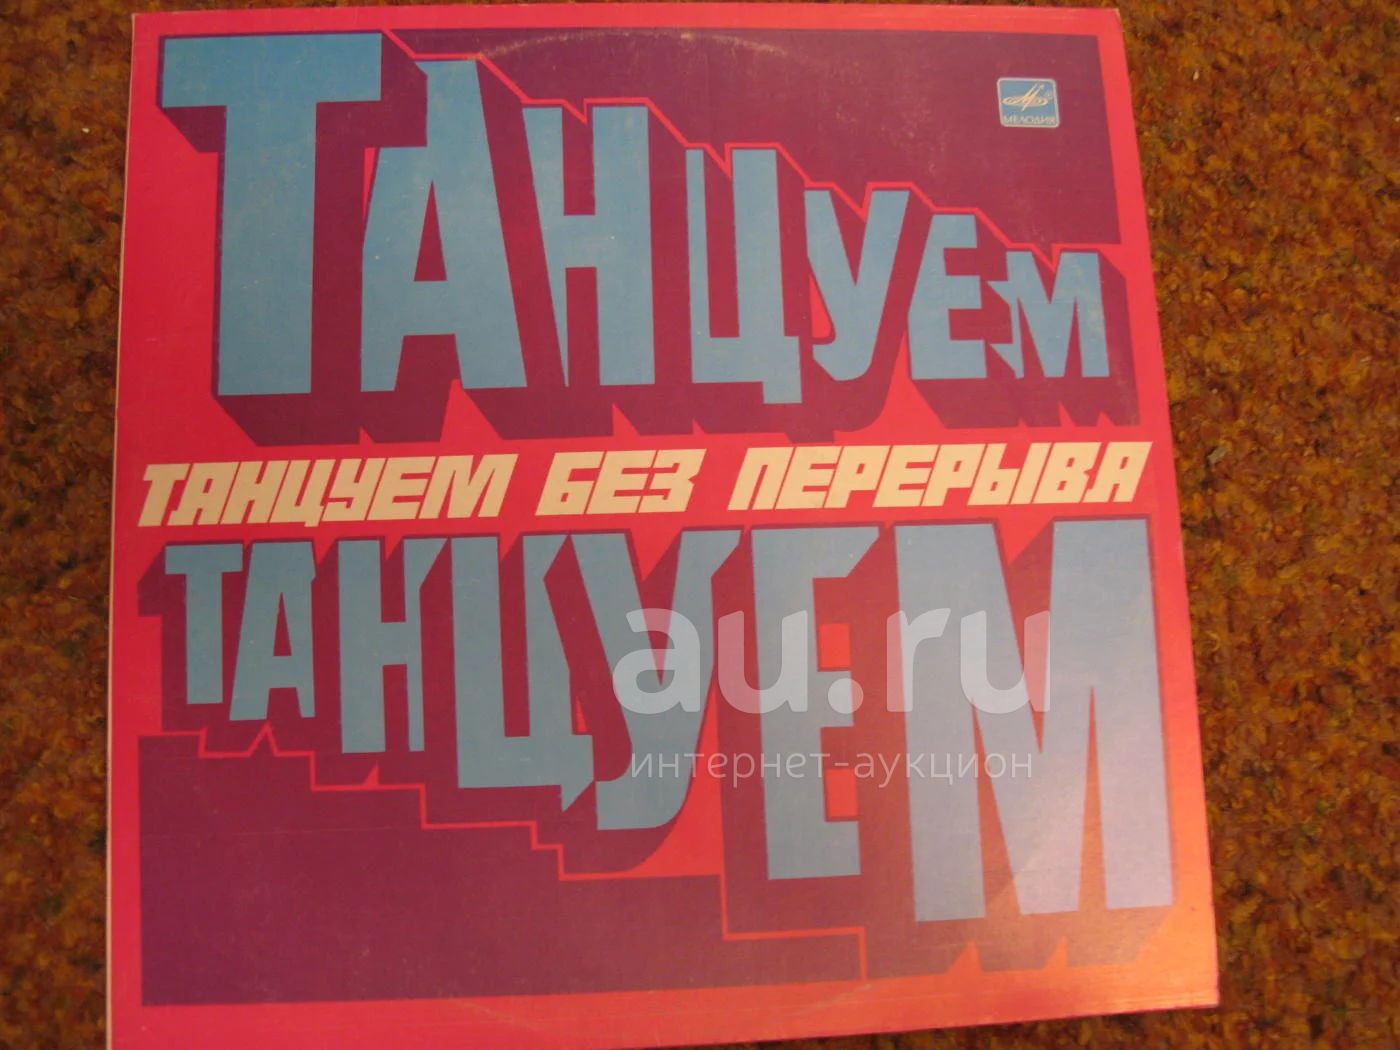 ТАНЦУЕМ
МЕЛОДИЯ
ТАНЦУЕМ БЕЗ ПЕРЕРЫВА
ТАНЦУЕМ
au.ru
интернет-аукцион